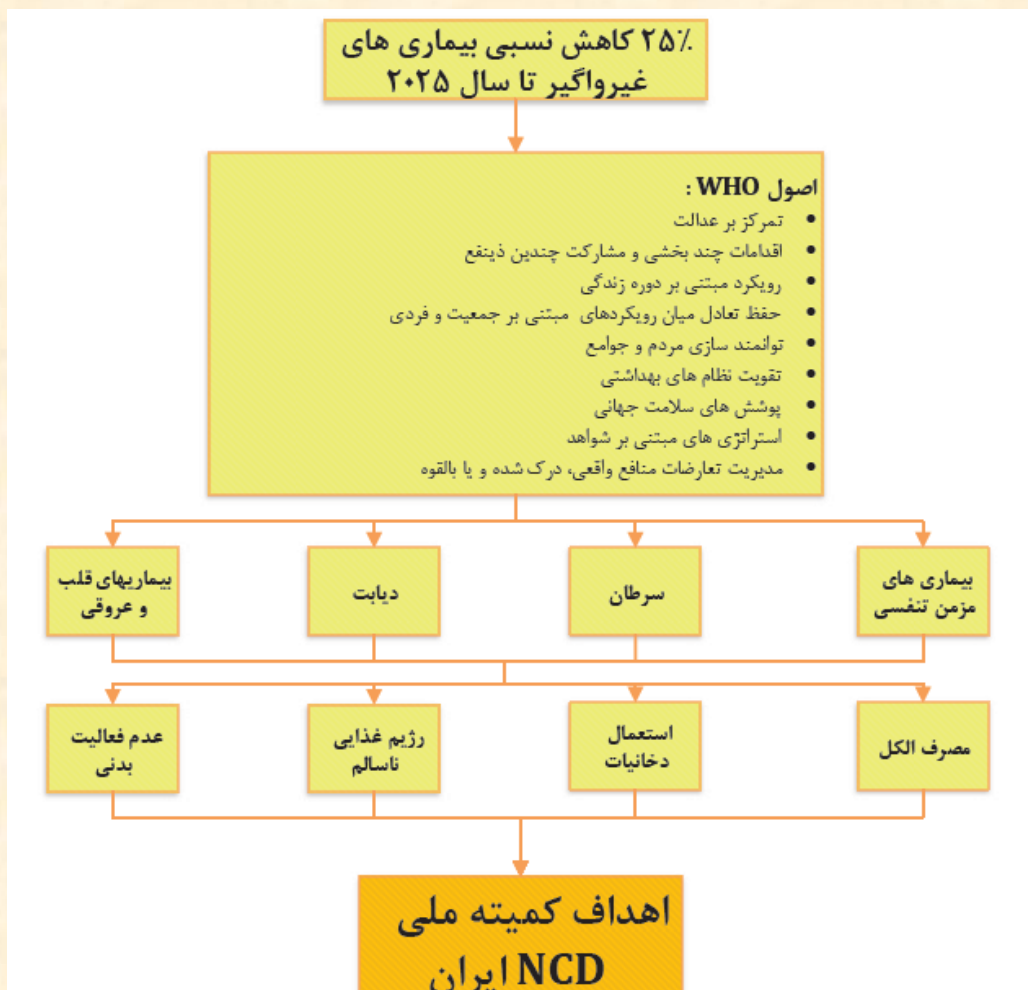 ۲۵٪ کاهش نسبی بیماری های
غیرواگیر تا سال ۲۰۲۵
اصول WHO :
• تمرکز بر عدالت
• اقدامات چند بخشی و مشارکت چندین ذینفع
• رویکرد مبتنی بر دوره زندگی
• حفظ تعادل میان رویکردهای مبتنی بر جمعیت و فردی
• توانمند سازی مردم و جوامع
• تقویت نظام های بهداشتی
• پوشش های سلامت جهانی
• استراتژی های مبتنی بر شواهد
• مدیریت تعارضات منافع واقعی، درک شده و یا بالقوه
بیماری های
مزمن تنفسی
سرطان
دیابت
بیماریهای قلب
و عروقی
مصرف الکل
استعمال
دخانیات
رژیم غذایی
ناسالم
عدم فعالیت
بدنی
اهداف کمیته ملی
NCD ایران